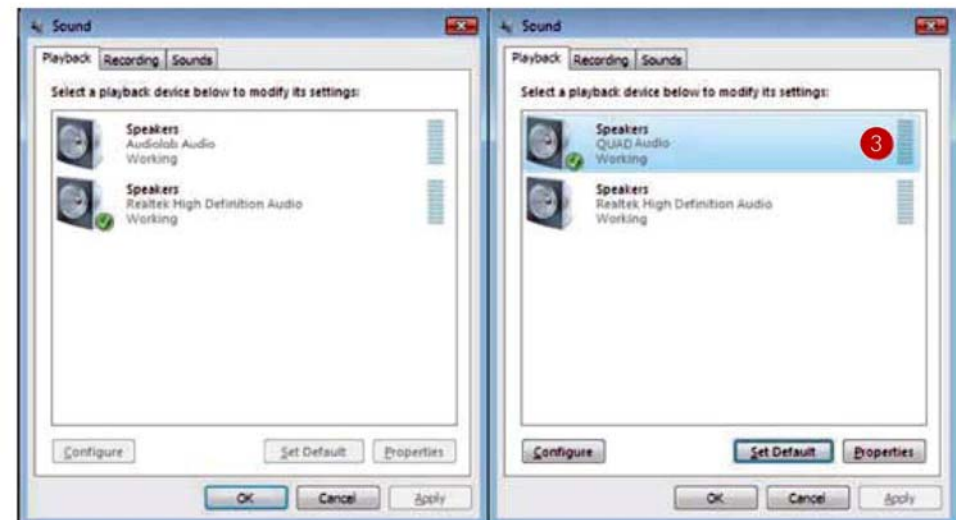 Sound
Playback Recording Sounds
Select a playback device below to modify its settings:
Speakers
Audiolab Audio
Working
Speakers
Realtek High Definition Audio
Working
Configure Set Default Properties
OK Cancel Apply
Sound
Playback Recording Sounds
Select a playback device below to modify its settings:
Speakers
QUAD Audio
Working
3
Speakers
Realtek High Definition Audio
Working
Configure Set Default Properties
OK Cancel Apply